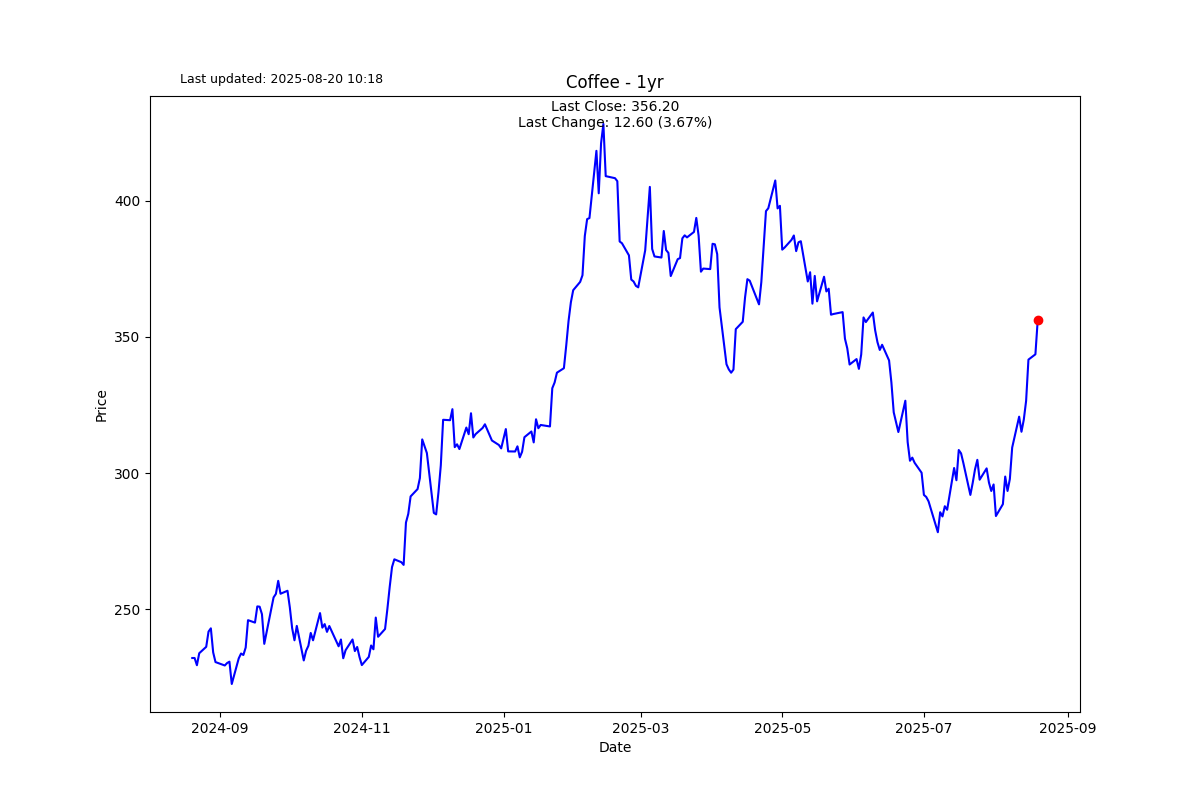 Last updated: 2025-08-20 10:18
Coffee - 1yr
Last Close: 356.20
Last Change: 12.60 (3.67%)
Price
400
350
300
250
2024-09
2024-11
2025-01
2025-03
2025-05
2025-07
2025-09
Date